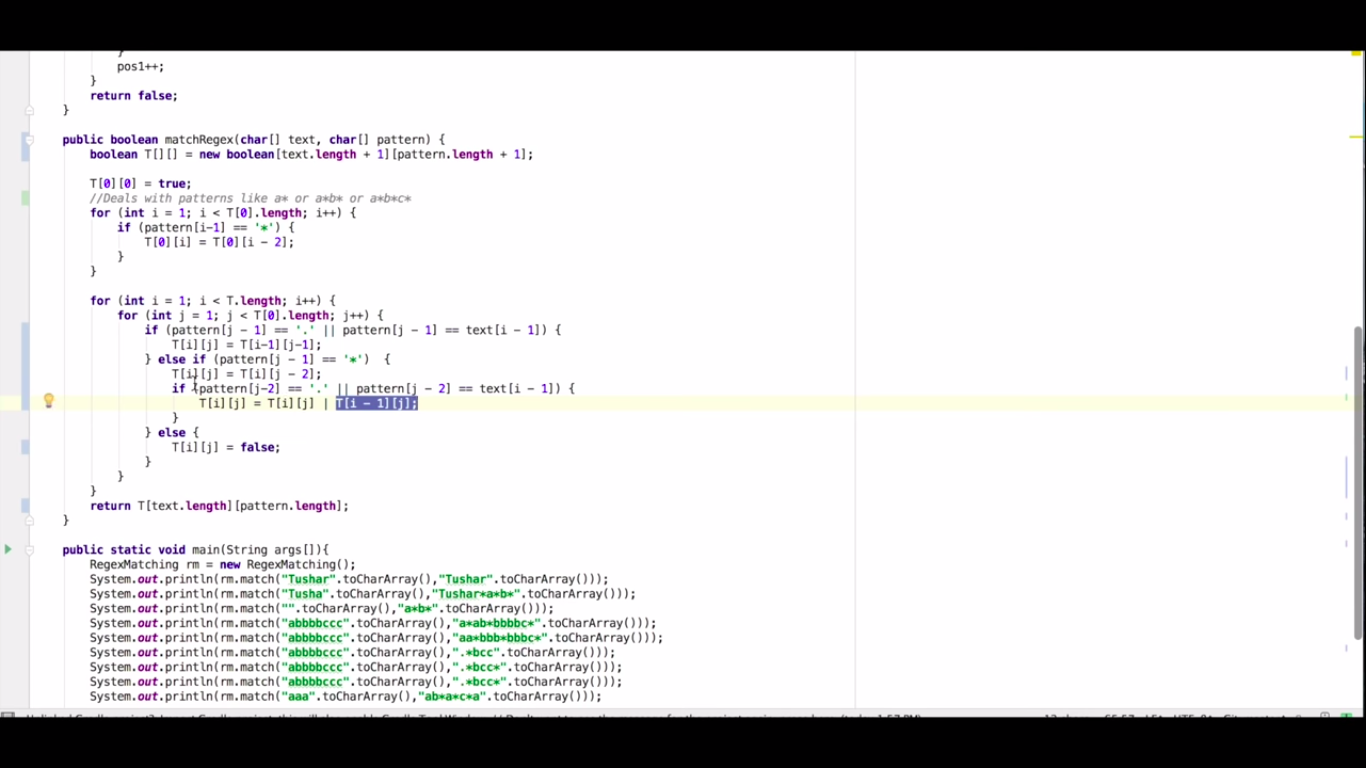 }
pos1++;
}
return false;
}
public boolean matchRegex(char[] text, char[] pattern) {
boolean T[][] = new boolean[text.length + 1][pattern.length + 1];
T[0][0] = true;
//Deals with patterns like a* or a*b* or a*b*c*
for (int i = 1; i < T[0].length; i++) {
if (pattern[i-1] == '*') {
T[0][i] = T[0][i - 2];
}
}
for (int i = 1; i < T.length; i++) {
for (int j = 1; j < T[0].length; j++) {
if (pattern[j - 1] == '.' || pattern[j - 1] == text[i - 1]) {
T[i][j] = T[i-1][j-1];
} else if (pattern[j - 1] == '*')  {
T[i][j] = T[i][j - 2];
if (pattern[j-2] == '.' || pattern[j - 2] == text[i - 1]) {
T[i][j] = T[i][j] | T[i - 1][j];
}
} else {
T[i][j] = false;
}
}
}
return T[text.length][pattern.length];
}
public static void main(String args[]){
RegexMatching rm = new RegexMatching();
System.out.println(rm.match("Tushar".toCharArray(),"Tushar".toCharArray()));
System.out.println(rm.match("Tusha".toCharArray(),"Tushar*a*b*".toCharArray()));
System.out.println(rm.match("".toCharArray(),"a*b*".toCharArray()));
System.out.println(rm.match("abbbbccc".toCharArray(),"a*ab*bbbbc*".toCharArray()));
System.out.println(rm.match("abbbbccc".toCharArray(),"aa*bbb*bbbc*".toCharArray()));
System.out.println(rm.match("abbbbccc".toCharArray(),".*bcc".toCharArray()));
System.out.println(rm.match("abbbbccc".toCharArray(),".*bcc*".toCharArray()));
System.out.println(rm.match("abbbbccc".toCharArray(),".*bcc*".toCharArray()));
System.out.println(rm.match("aaa".toCharArray(),"ab*a*c*a".toCharArray()));